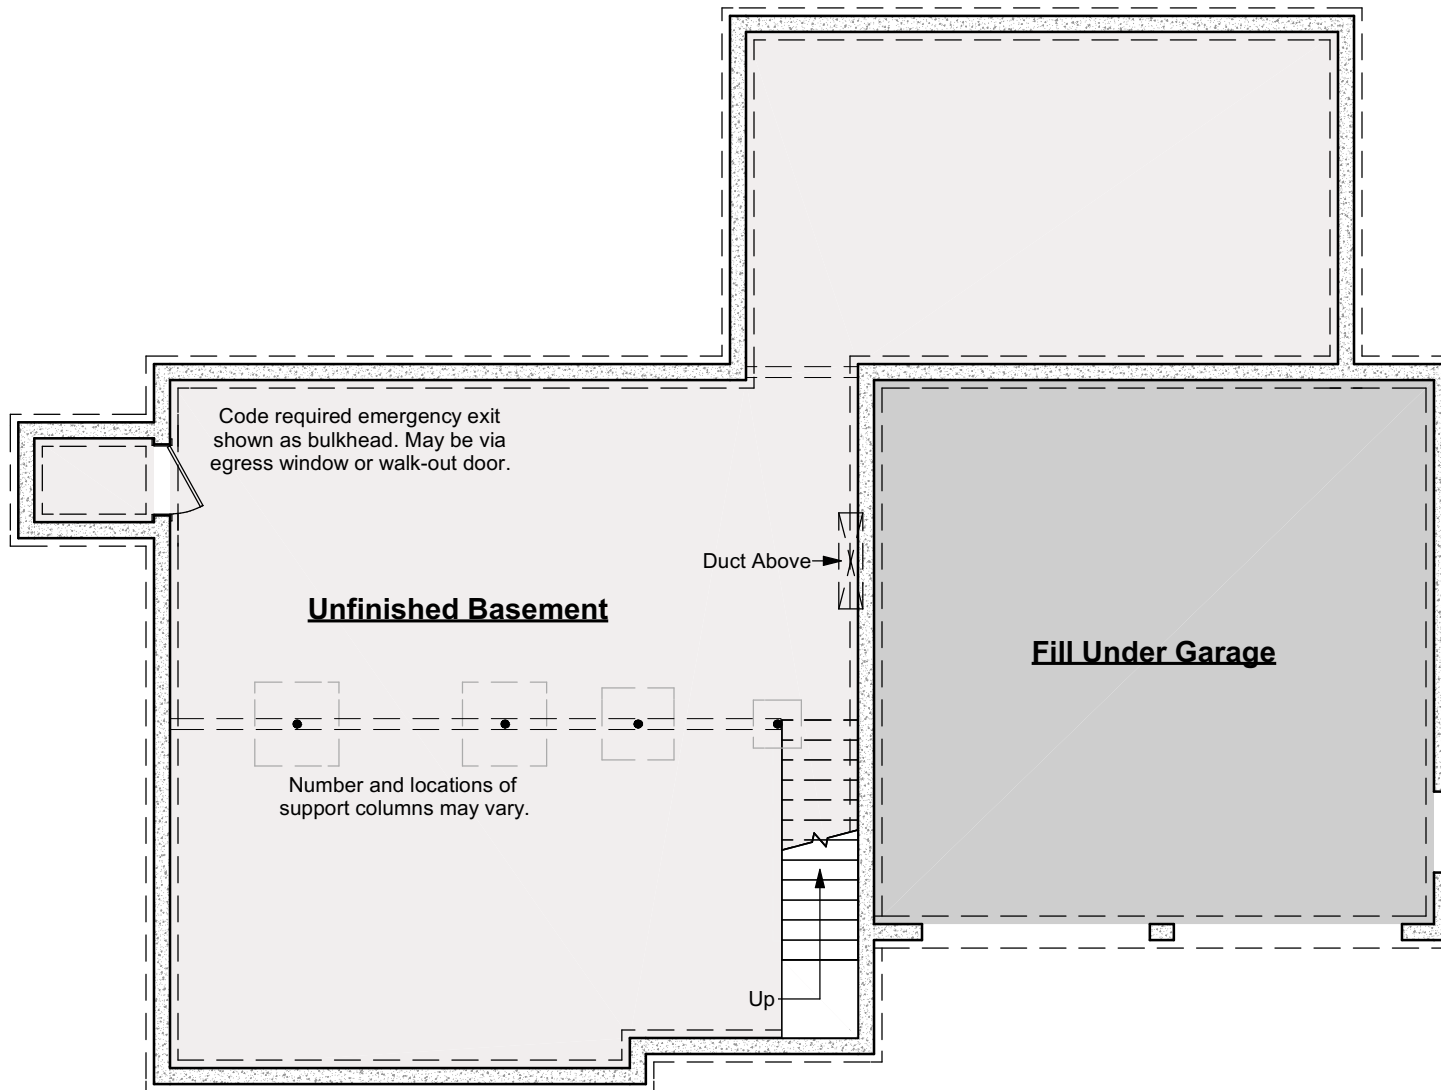 Code required emergency exit
shown as bulkhead. May be via
egress window or walk-out door.
Duct Above
Unfinished Basement
Fill Under Garage
Number and locations of
support columns may vary.
Up